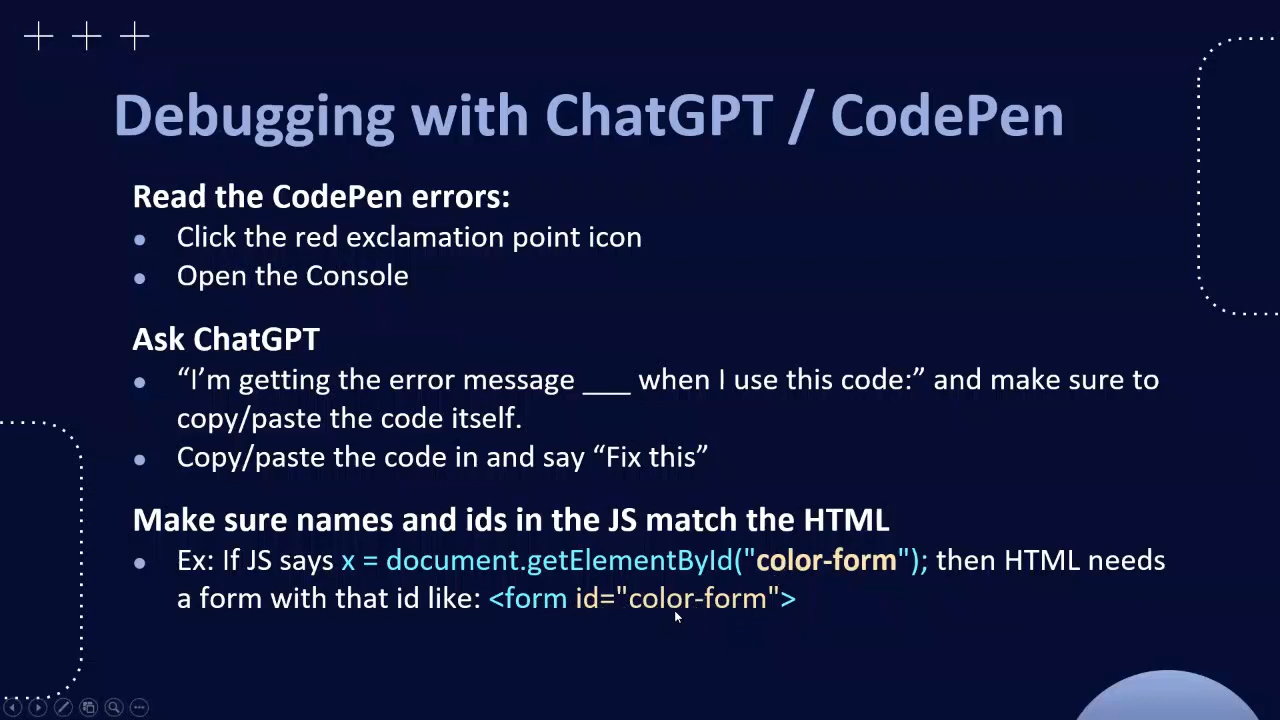 Debugging with ChatGPT / CodePen
Read the CodePen errors:
Click the red exclamation point icon
Open the Console
Ask ChatGPT
“I’m getting the error message ___ when I use this code:” and make sure to
copy/paste the code itself.
Copy/paste the code in and say “Fix this”
Make sure names and ids in the JS match the HTML
Ex: If JS says x = document.getElementById("color-form"); then HTML needs
a form with that id like: <form id="color-form">